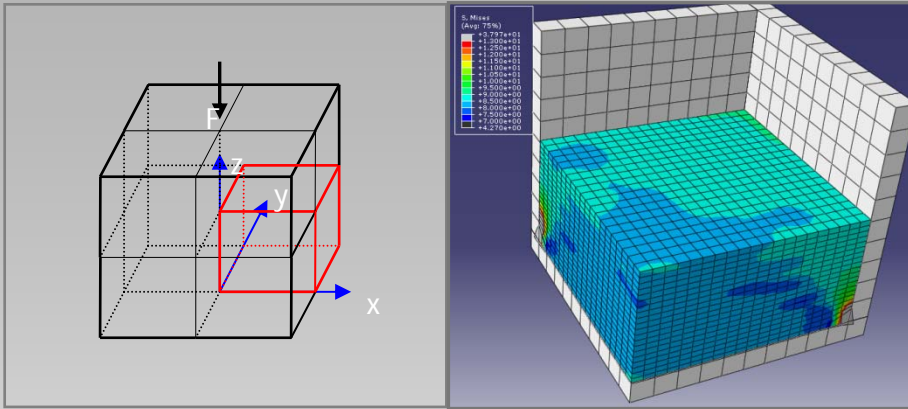 F
z
y
x
S, Mises
(Avg: 75%)
+3.797e+01
+1.300e+01
+1.250e+01
+1.200e+01
+1.150e+01
+1.100e+01
+1.050e+01
+1.000e+01
+9.500e+00
+9.000e+00
+8.500e+00
+8.000e+00
+7.500e+00
+7.000e+00
+4.270e+00